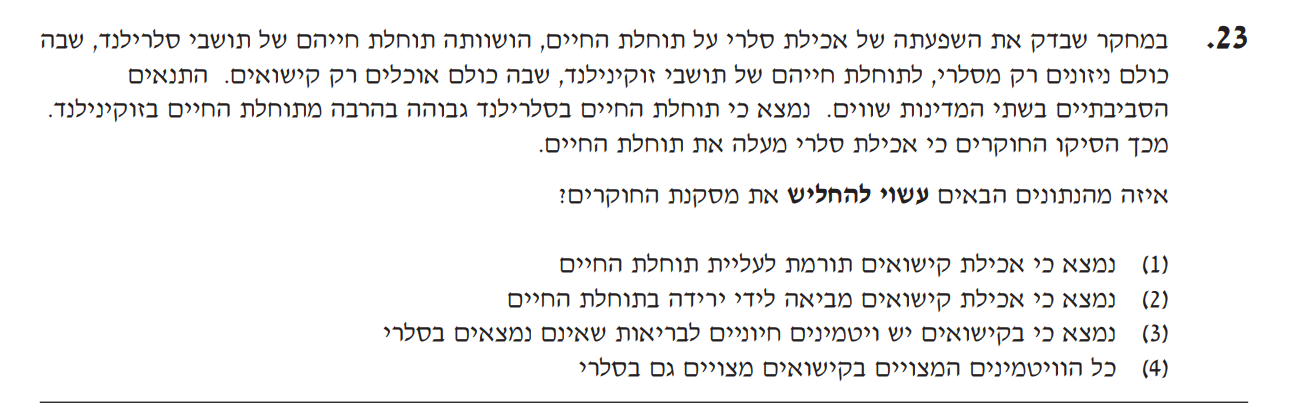 23. במחקר שבדק את השפעתה של אכילת סלרי על תוחלת החיים, הושוותה תוחלת חייהם של תושבי סלרילנד, שבה
כולם ניזונים רק מסלרי, לתוחלת חייהם של תושבי זוקינילנד, שבה כולם אוכלים רק קישואים. התנאים
הסביבתיים בשתי המדינות שווים. נמצא כי תוחלת החיים בסלרילנד גבוהה בהרבה מתוחלת החיים בזוקינילנד.
מכך הסיקו החוקרים כי אכילת סלרי מעלה את תוחלת החיים.
איזה מהנתונים הבאים עשוי להחליש את מסקנת החוקרים?
(1) נמצא כי אכילת קישואים תורמת לעליית תוחלת החיים
(2) נמצא כי אכילת קישואים מביאה לידי ירידה בתוחלת החיים
(3) נמצא כי בקישואים יש ויטמינים חיוניים לבריאות שאינם נמצאים בסלרי
(4) כל הוויטמינים המצויים בקישואים מצויים גם בסלרי